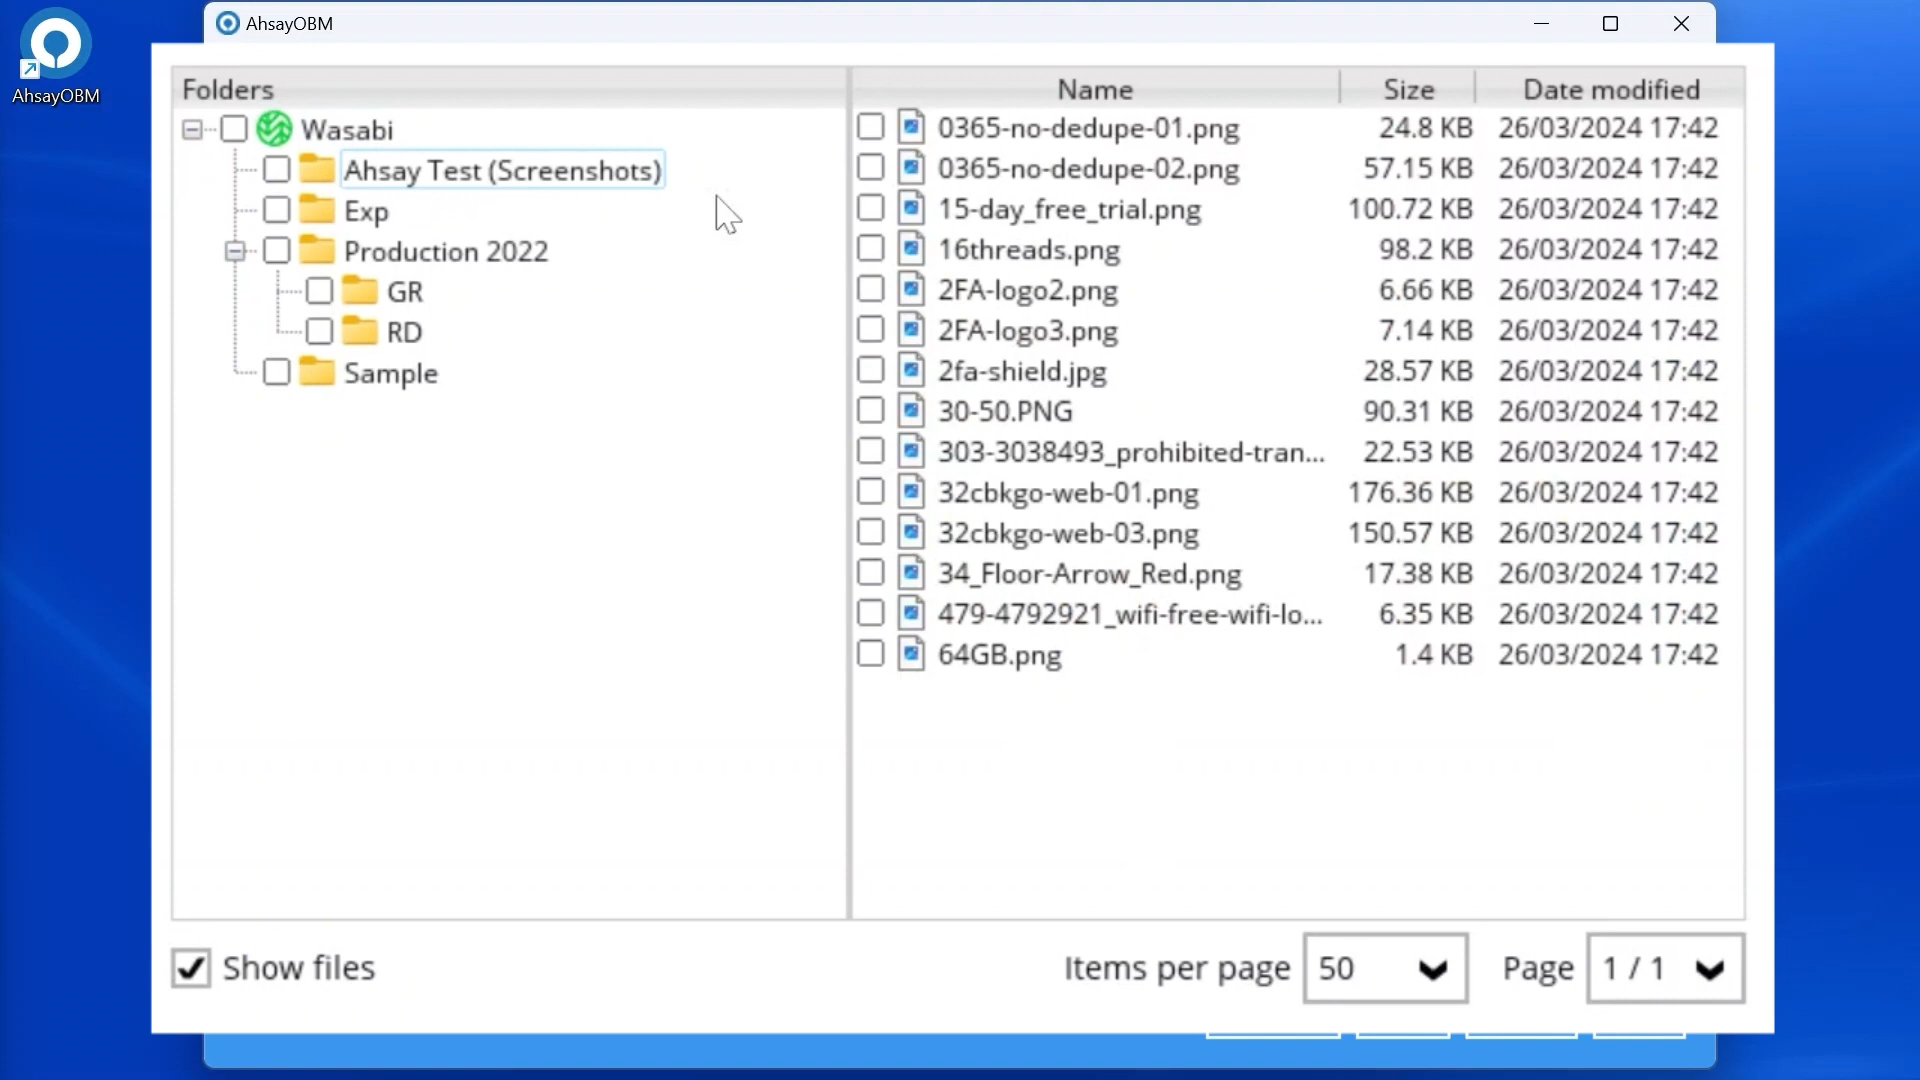 AhsayOBM
AhsayOBM
Folders
Wasabi
Ahsay Test (Screenshots)
Exp
Production 2022
GR
RD
Sample
Name Size Date modified
0365-no-dedupe-01.png 24.8 KB 26/03/2024 17:42
0365-no-dedupe-02.png 57.15 KB 26/03/2024 17:42
15-day_free_trial.png 100.72 KB 26/03/2024 17:42
16threads.png 98.2 KB 26/03/2024 17:42
2FA-logo2.png 6.66 KB 26/03/2024 17:42
2FA-logo3.png 7.14 KB 26/03/2024 17:42
2fa-shield.jpg 28.57 KB 26/03/2024 17:42
30-50.PNG 90.31 KB 26/03/2024 17:42
303-3038493_prohibited-tran... 22.53 KB 26/03/2024 17:42
32cbkgo-web-01.png 176.36 KB 26/03/2024 17:42
32cbkgo-web-03.png 150.57 KB 26/03/2024 17:42
34_Floor-Arrow_Red.png 17.38 KB 26/03/2024 17:42
479-4792921_wifi-free-wifi-lo... 6.35 KB 26/03/2024 17:42
64GB.png 1.4 KB 26/03/2024 17:42
Show files
Items per page 50 Page 1 / 1